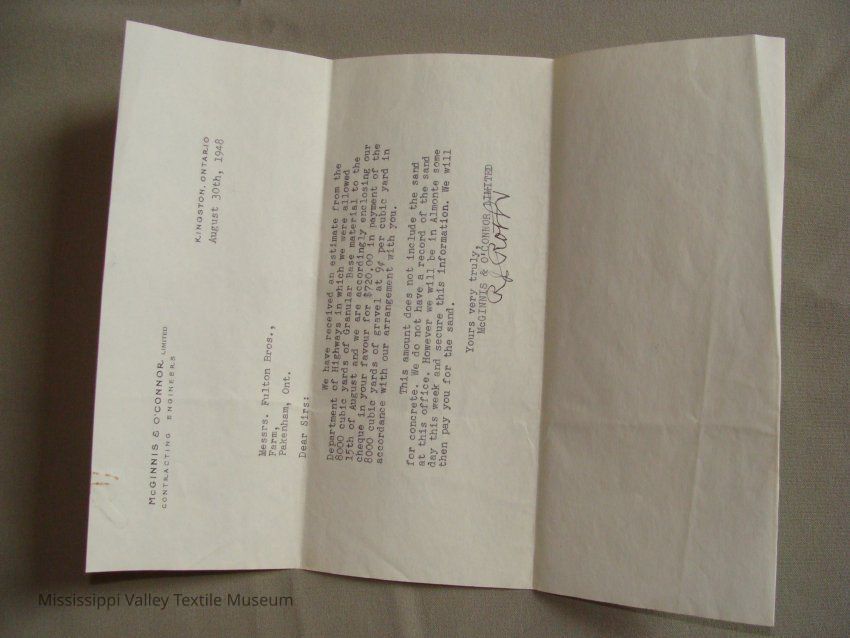 McGINNIS & O'CONNOR, LIMITED
CONTRACTING ENGINEERS
KINGSTON, ONTARIO
August 30th, 1948
Messrs. Fulton Bros.,
Farm,
Pakenham, Ont.
Dear Sirs:
We have received an estimate from the
Department of Highways in which we were allowed
8000 cubic yards of Granular Base material to the
15th of August and we are accordingly enclosing our
cheque in your favour for $720.00 in payment of the
8000 cubic yards of gravel at 9¢ per cubic yard in
accordance with our arrangement with you.
This amount does not include the sand
for concrete. We do not have a record of the sand
at this office. However we will be in Almonte some
day this week and secure this information. We will
then pay you for the sand.
Yours very truly,
McGINNIS & O'CONNOR, LIMITED
Mississippi Valley Textile Museum